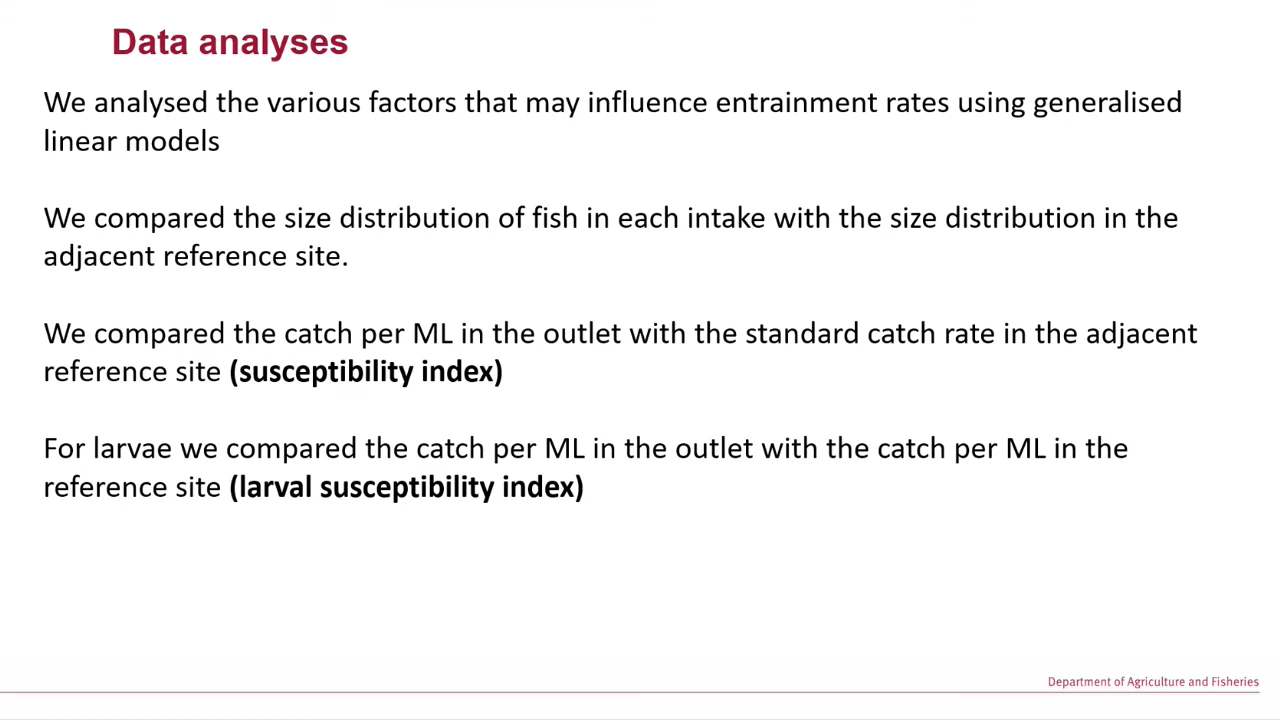 Data analyses
We analysed the various factors that may influence entrainment rates using generalised
linear models
We compared the size distribution of fish in each intake with the size distribution in the
adjacent reference site.
We compared the catch per ML in the outlet with the standard catch rate in the adjacent
reference site (susceptibility index)
For larvae we compared the catch per ML in the outlet with the catch per ML in the
reference site (larval susceptibility index)
Department of Agriculture and Fisheries